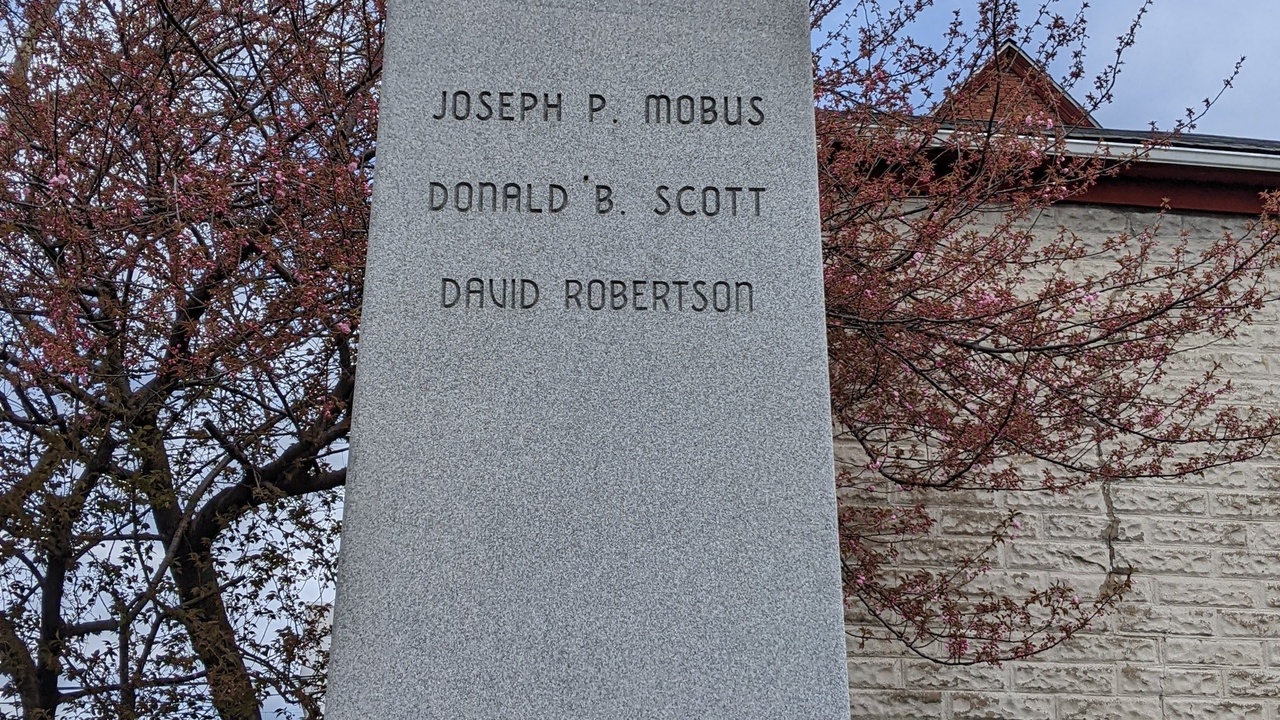 JOSEPH P. MOBUS
DONALD B. SCOTT
DAVID ROBERTSON